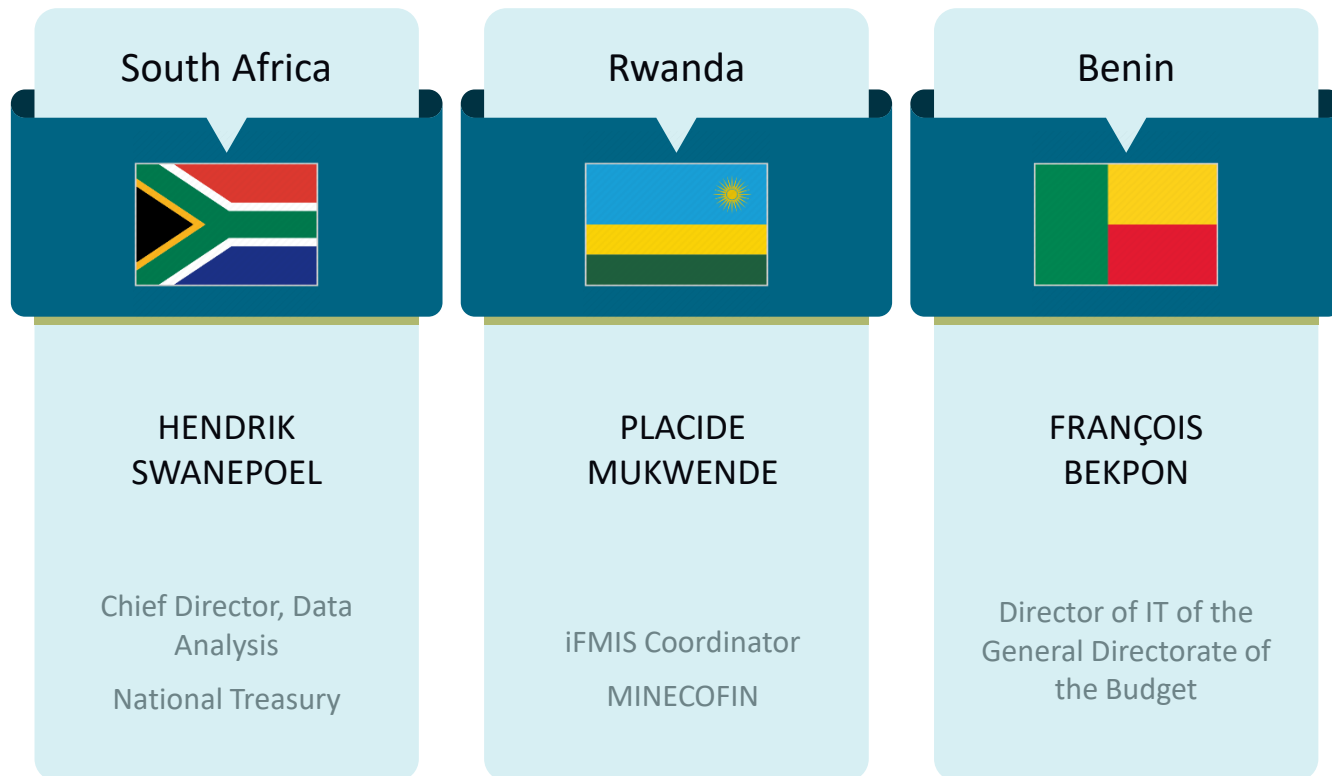 South Africa
HENDRIK
SWANEPOEL
Chief Director, Data
Analysis
National Treasury
Rwanda
PLACIDE
MUKWENDE
iFMIS Coordinator
MINECOFIN
Benin
FRANÇOIS
BEKPON
Director of IT of the
General Directorate of
the Budget